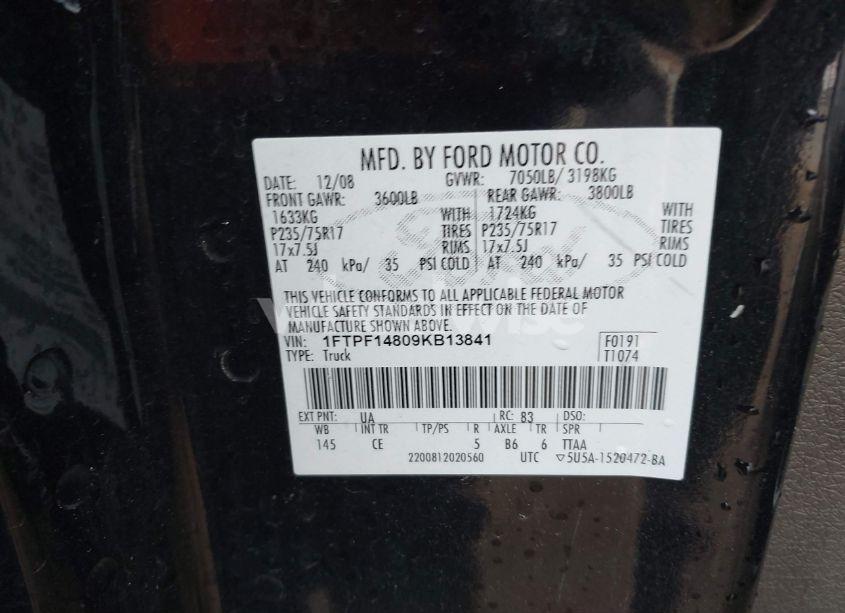 MFD. BY FORD MOTOR CO.
DATE: 12/08 GVWR: 7050LB/ 3198KG
FRONT GAWR: 3600LB REAR GAWR: 3800LB
1633KG WITH 1724KG WITH
P235/75R17 TIRES P235/75R17 TIRES
17x7.5J RIMS 17x7.5J RIMS
AT 240 kPa/ 35 PSI COLD AT 240 kPa/ 35 PSI COLD
THIS VEHICLE CONFORMS TO ALL APPLICABLE FEDERAL MOTOR
VEHICLE SAFETY STANDARDS IN EFFECT ON THE DATE OF
MANUFACTURE SHOWN ABOVE.
VIN: 1FTPF14809KB13841 F0191
TYPE: Truck T1074
EXT PNT: UA RC: 83 DSO:
WB INT TR TP/PS R AXLE TR SPR
145 CE 5 B6 6 TTAA
2200812020560 UTC ▽5U5A-1520472-BA